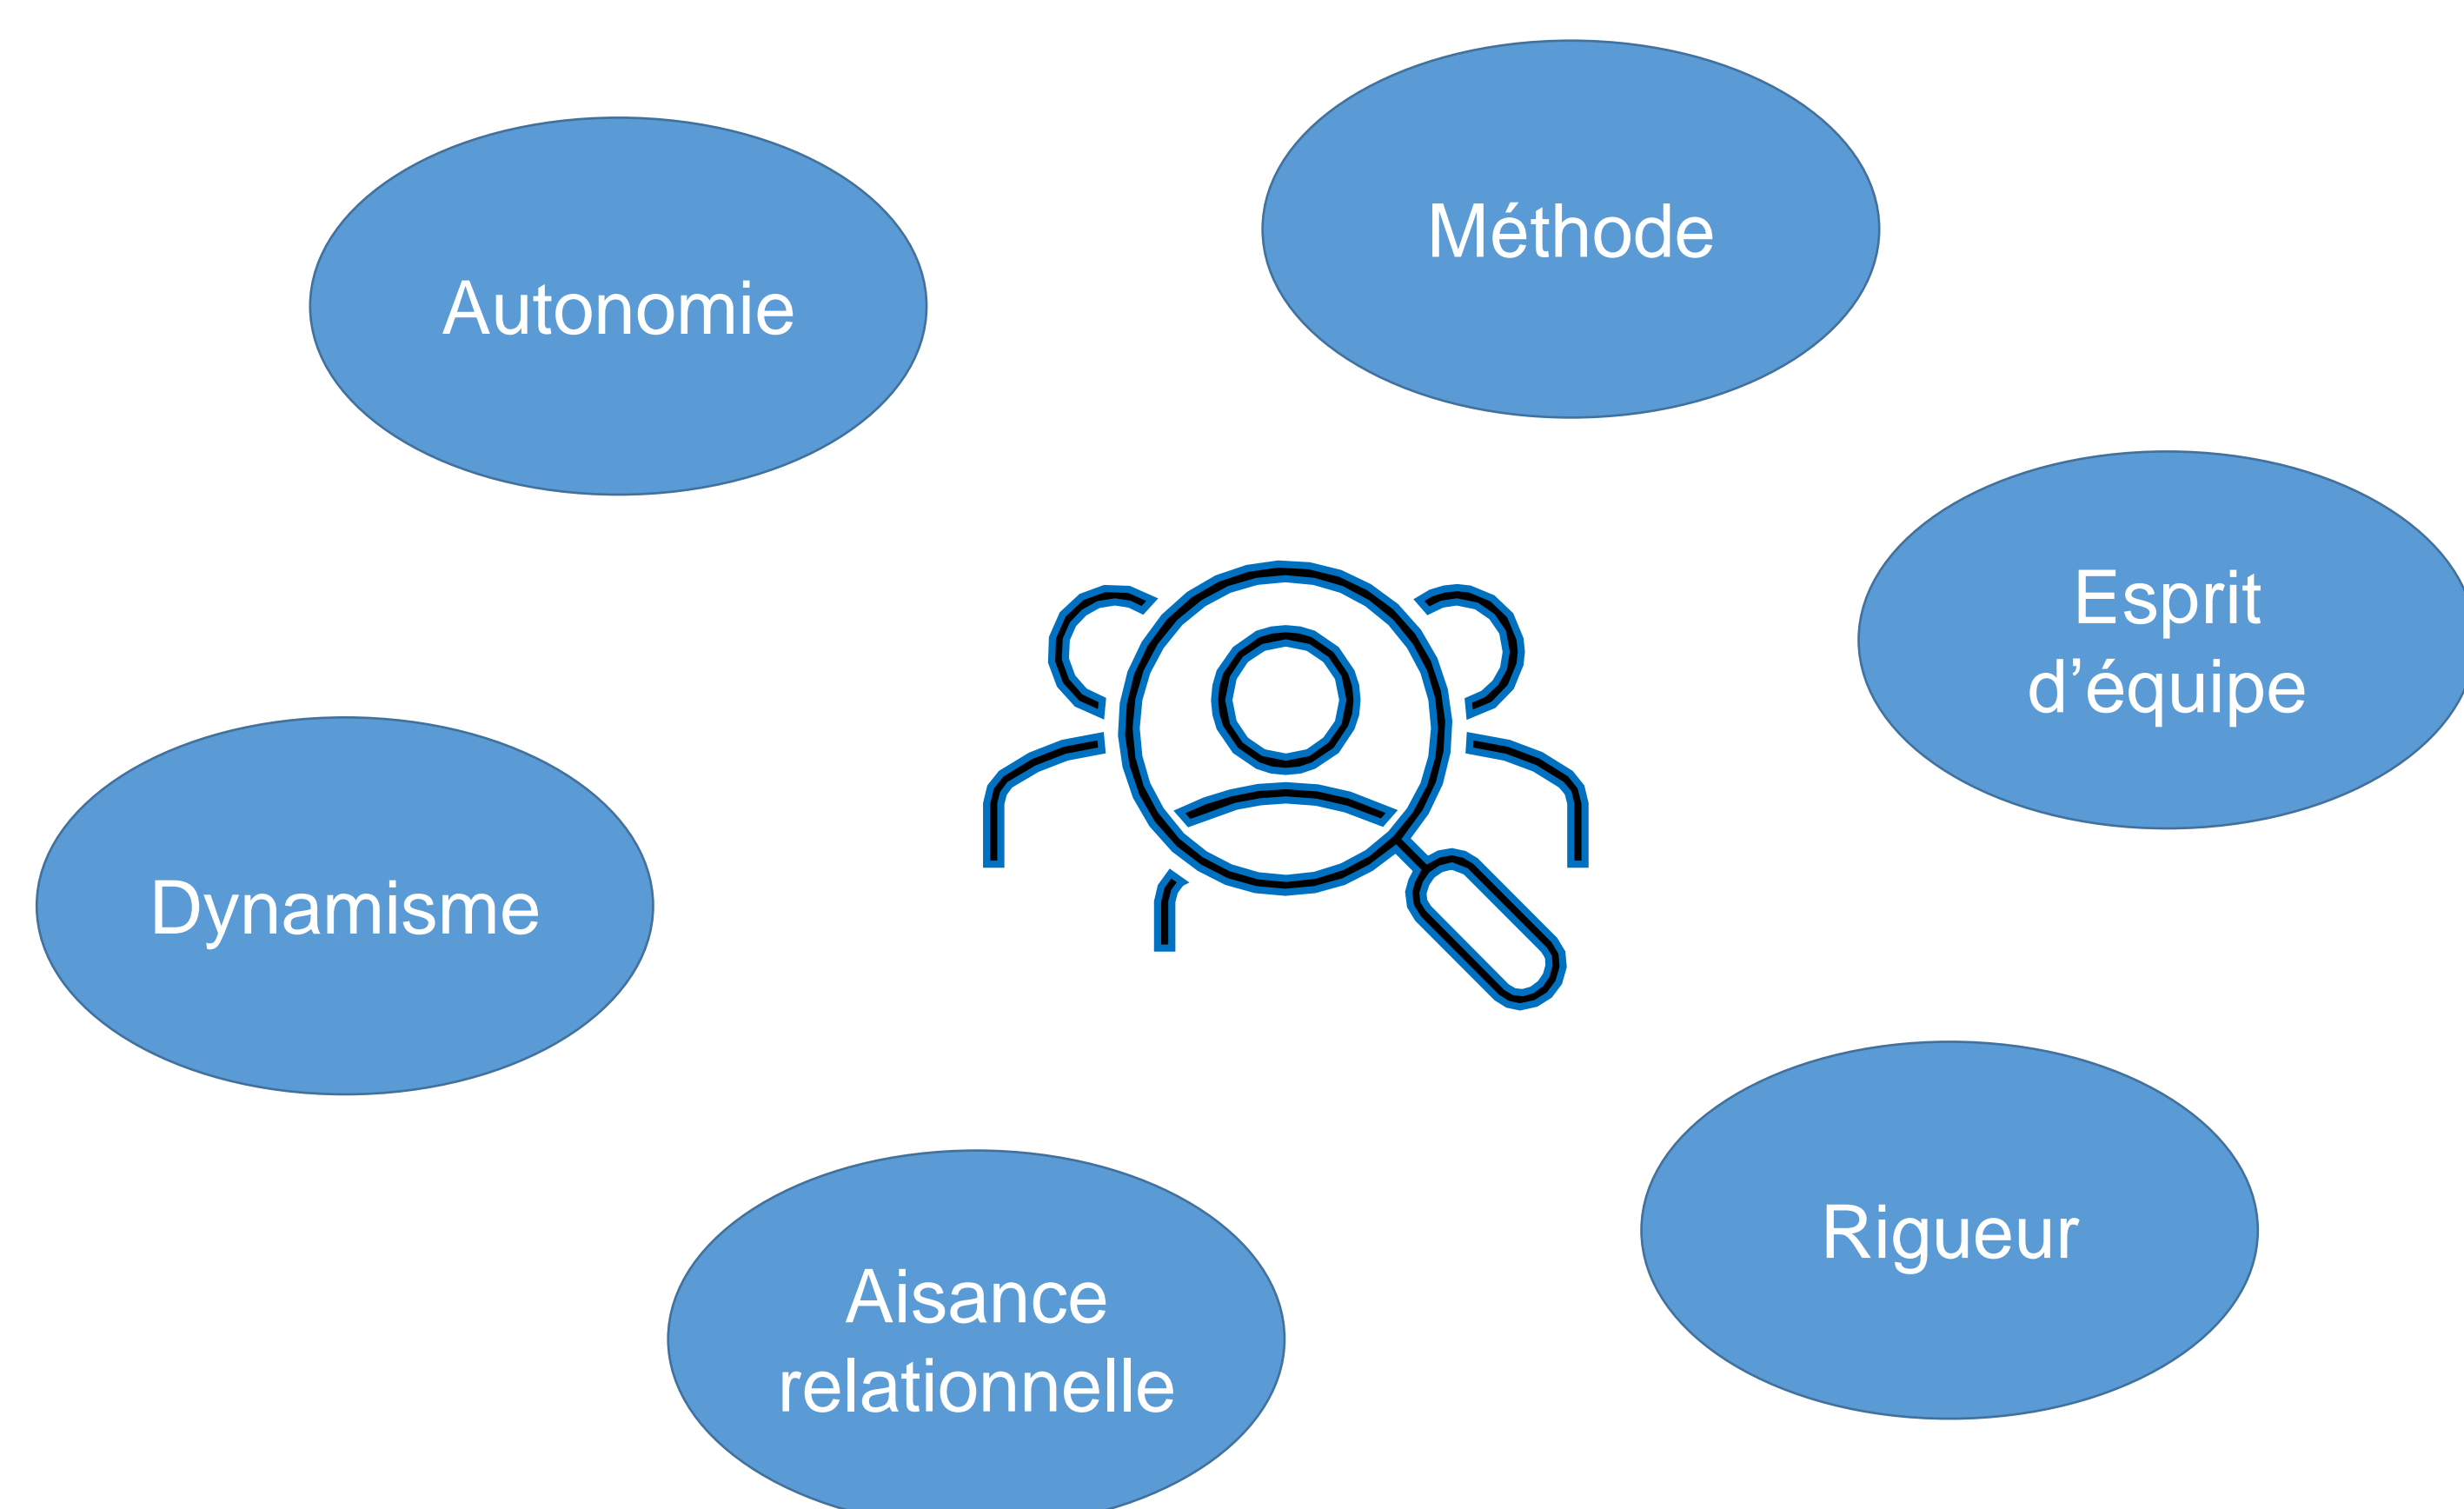 Méthode
Autonomie
Esprit
d’équipe
Dynamisme
Rigueur
Aisance
relationnelle